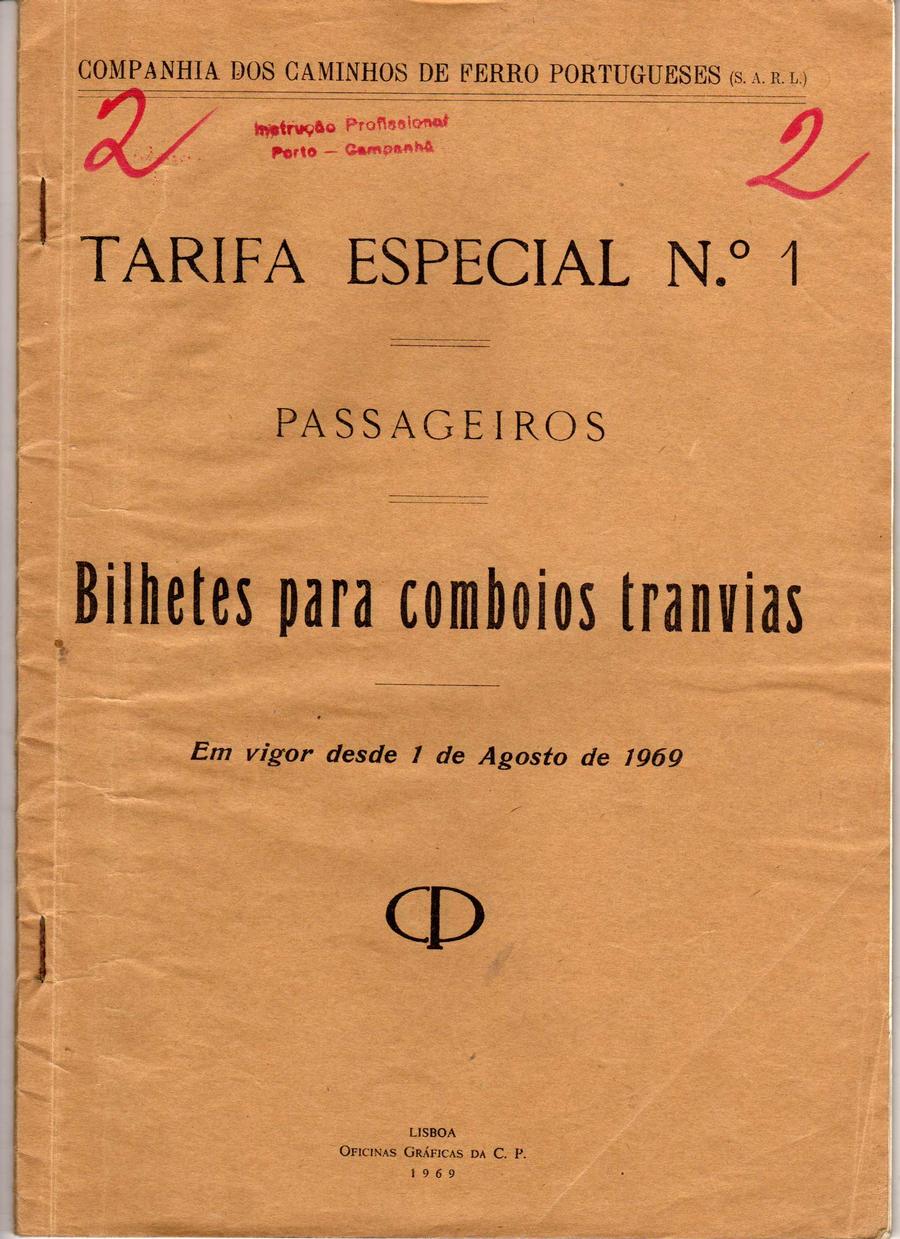 COMPANHIA DOS CAMINHOS DE FERRO PORTUGUESES (S. A. R. L.)
2
2
Instrução Profissional
Porto — Campanhã
TARIFA ESPECIAL N.º 1
PASSAGEIROS
Bilhetes para comboios tranvias
Em vigor desde 1 de Agosto de 1969
CP
LISBOA
OFICINAS GRÁFICAS DA C. P.
1969